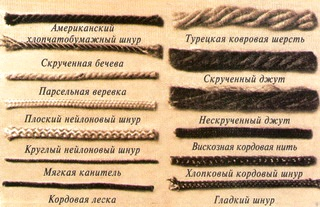 Американский
хлопчатобумажный шнур
Скрученная бечева
Парсельная веревка
Плоский нейлоновый шнур
Круглый нейлоновый шнур
Мягкая канитель
Кордовая леска
Турецкая ковровая шерсть
Скрученный джут
Нескрученный джут
Вискозная кордовая нить
Хлопковый кордовый шнур
Гладкий шнур